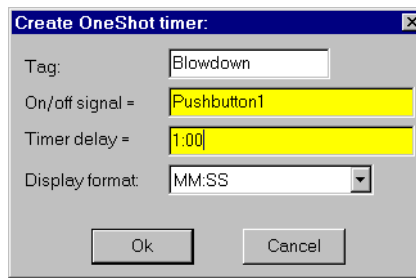 Create OneShot timer:
Tag: Blowdown
On/off signal = Pushbutton1
Timer delay = 1:00
Display format: MM:SS
Ok Cancel